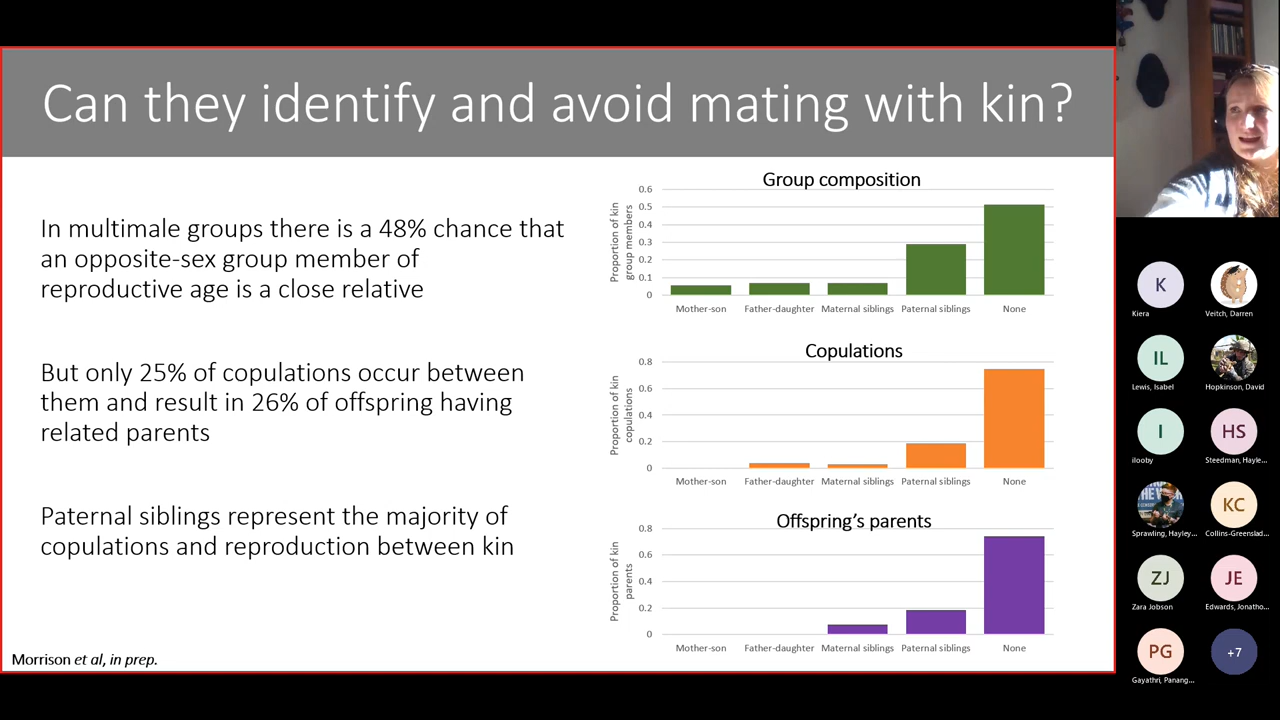 Can they identify and avoid mating with kin?
In multimale groups there is a 48% chance that
an opposite-sex group member of
reproductive age is a close relative
But only 25% of copulations occur between
them and result in 26% of offspring having
related parents
Paternal siblings represent the majority of
copulations and reproduction between kin
Morrison et al, in prep.
Group composition
Proportion of kin
group members
0.6
0.5
0.4
0.3
0.2
0.1
0
Mother-son Father-daughter Maternal siblings Paternal siblings None
Copulations
Proportion of kin
copulations
0.8
0.6
0.4
0.2
0
Mother-son Father-daughter Maternal siblings Paternal siblings None
Offspring's parents
Proportion of kin
parents
0.8
0.6
0.4
0.2
0
Mother-son Father-daughter Maternal siblings Paternal siblings None
K
Kiera
Veitch, Darren
IL
Lewis, Isabel
Hopkinson, David
I
ilooby
HS
Steedman, Hayle...
Sprawling, Hayley...
KC
Collins-Greenslad...
ZJ
Zara Jobson
JE
Edwards, Jonatho...
PG
Gayathri, Panang...
+7